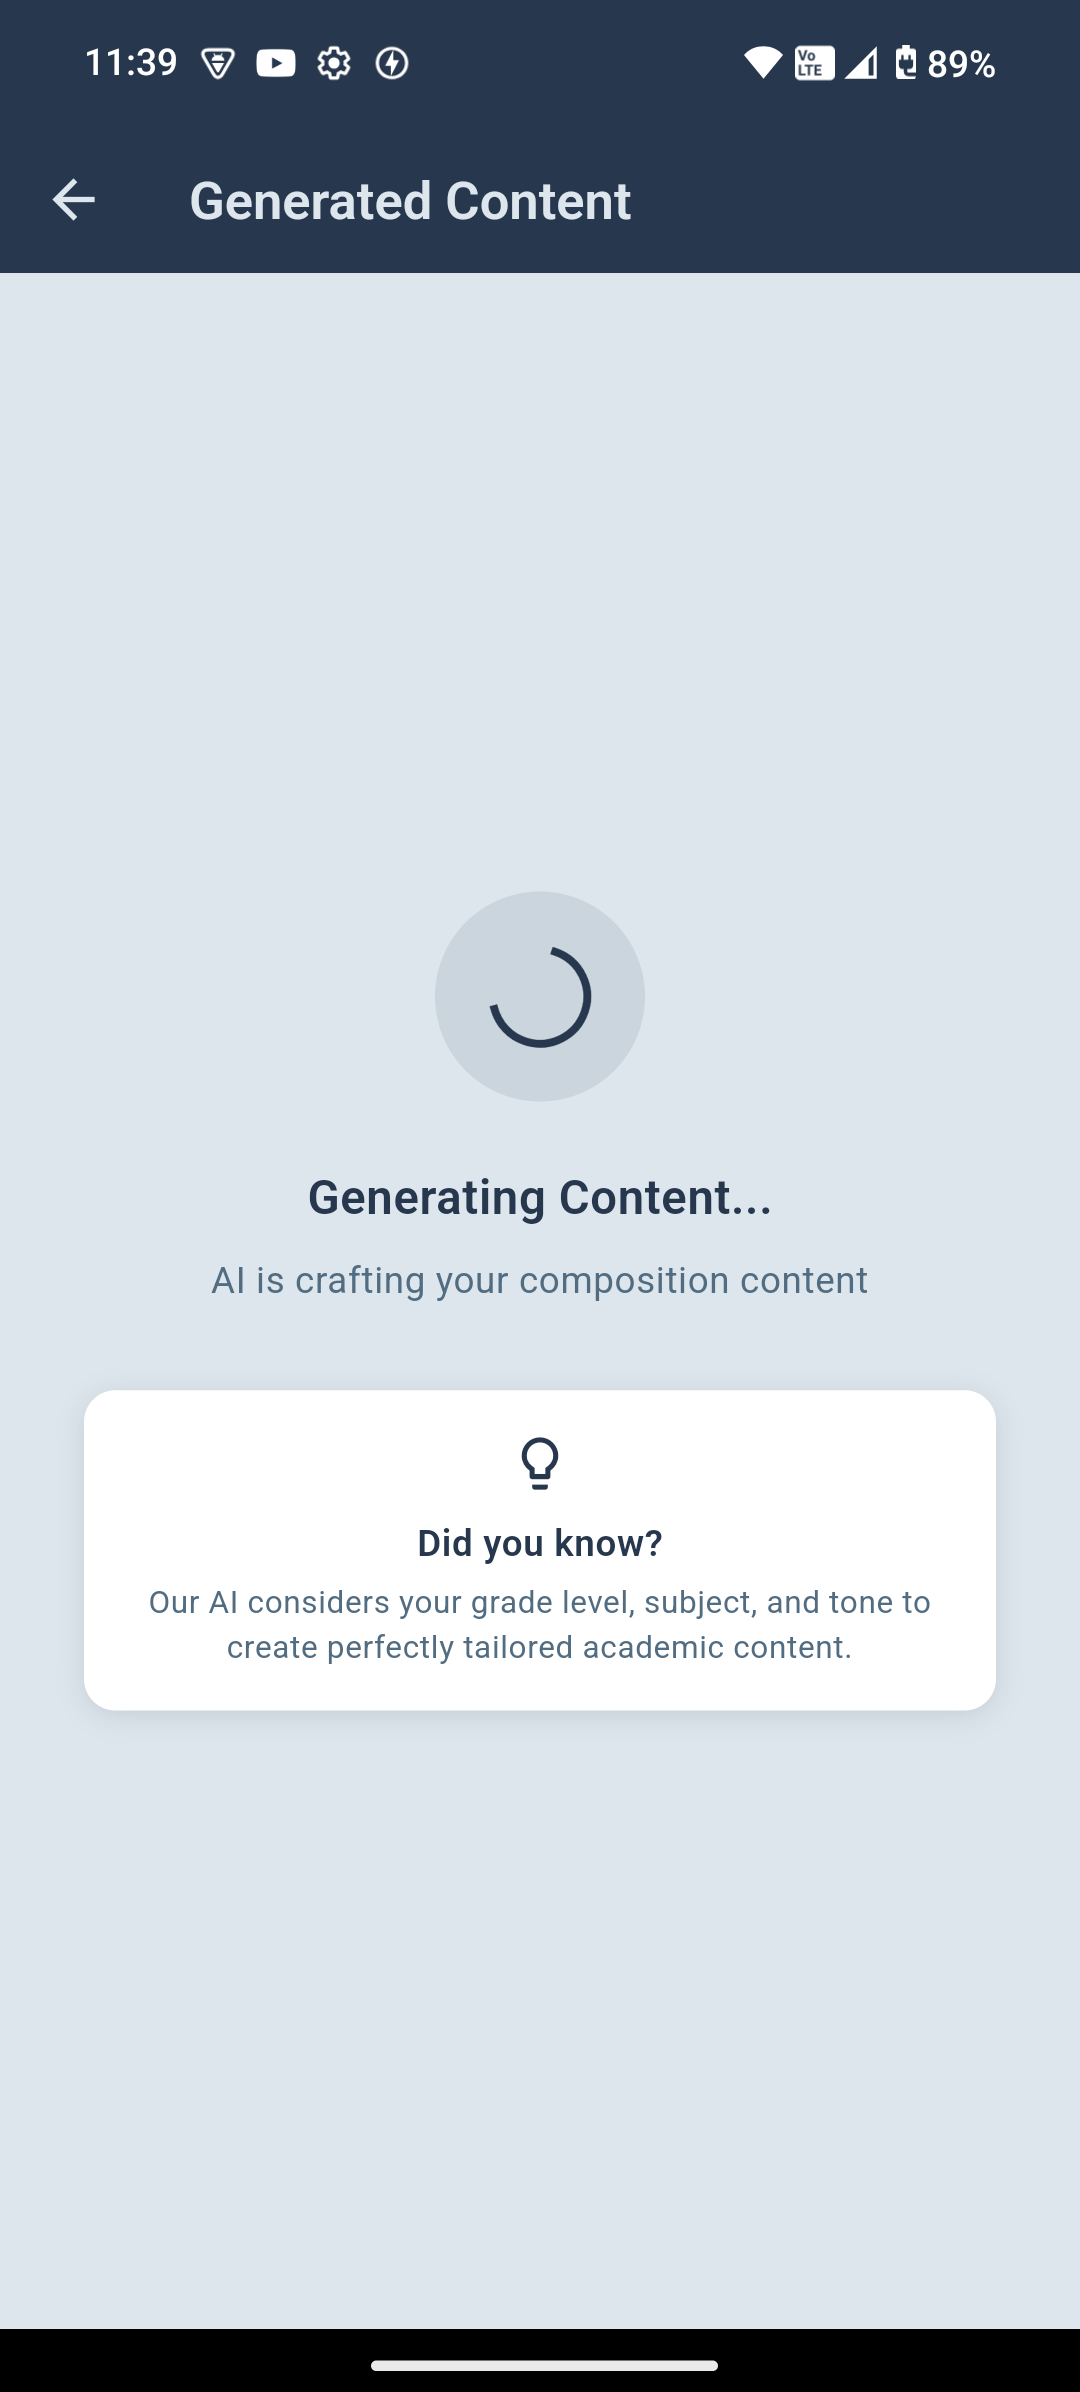 11:39
Vo
LTE
89%
Generated Content
Generating Content...
AI is crafting your composition content
Did you know?
Our AI considers your grade level, subject, and tone to
create perfectly tailored academic content.